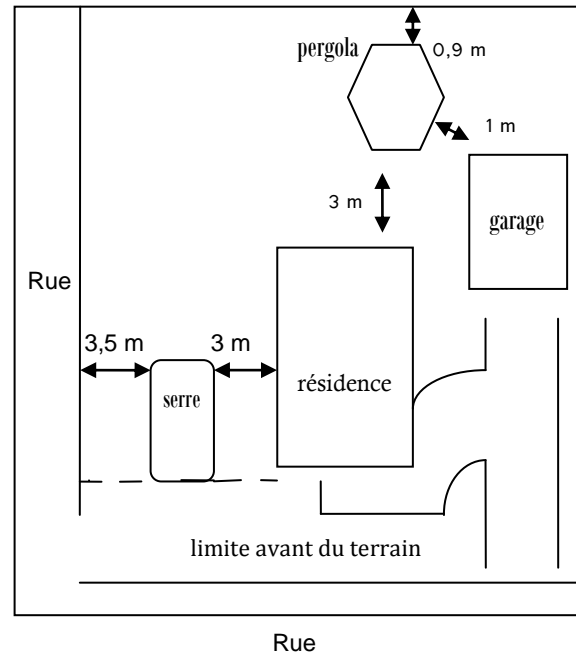 pergola
0,9 m
1 m
3 m
garage
Rue
3,5 m
3 m
serre
résidence
limite avant du terrain
Rue